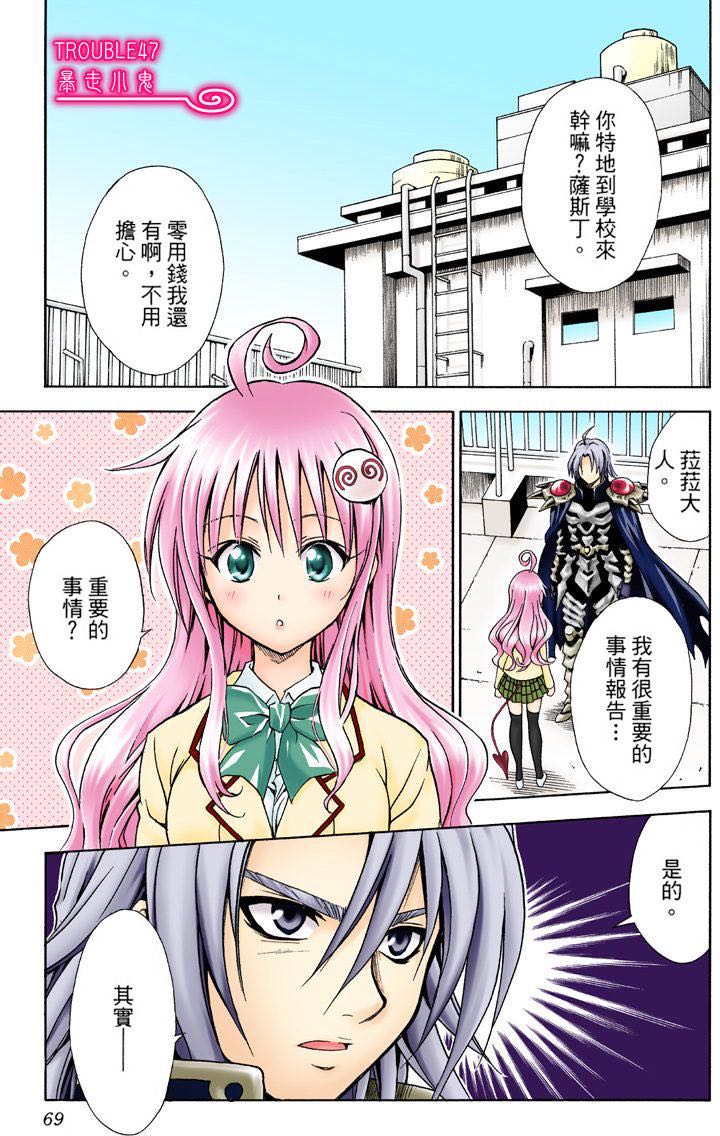 TROUBLE47
暴走小鬼
你特地到學校來
幹嘛？薩斯丁。
零用錢我還
有啊，不用
擔心。
菈菈大
人。
我有很重要的
事情報告…
重要的
事情？
是的。
其實——
69